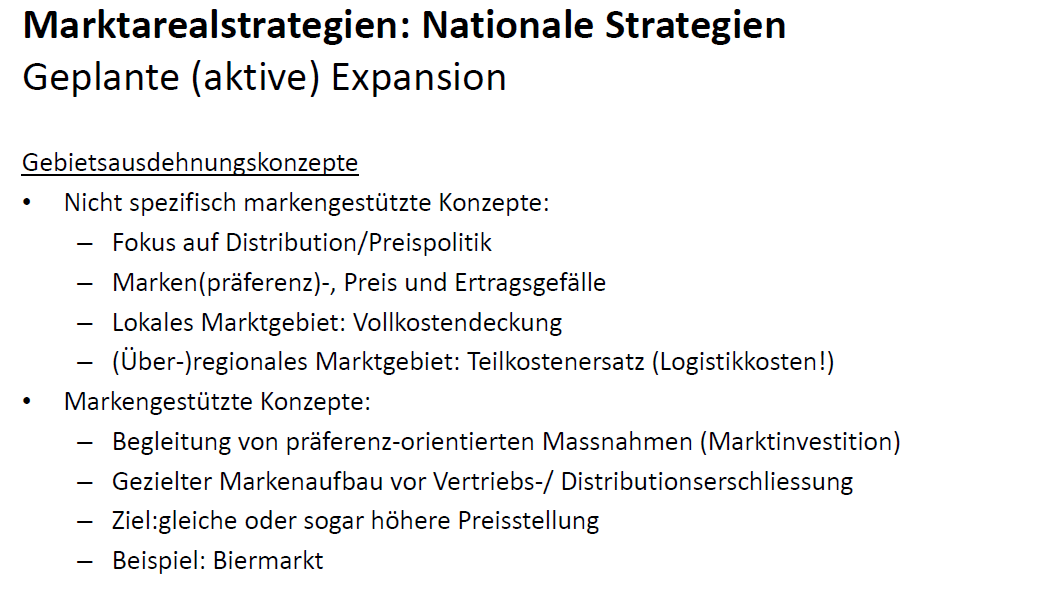 Marktarealstrategien: Nationale Strategien
Geplante (aktive) Expansion
Gebietsausdehnungskonzepte
• Nicht spezifisch markengestützte Konzepte:
– Fokus auf Distribution/Preispolitik
– Marken(präferenz)-, Preis und Ertragsgefälle
– Lokales Marktgebiet: Vollkostendeckung
– (Über-)regionales Marktgebiet: Teilkostenersatz (Logistikkosten!)
• Markengestützte Konzepte:
– Begleitung von präferenz-orientierten Massnahmen (Marktinvestition)
– Gezielter Markenaufbau vor Vertriebs-/ Distributionserschliessung
– Ziel:gleiche oder sogar höhere Preisstellung
– Beispiel: Biermarkt